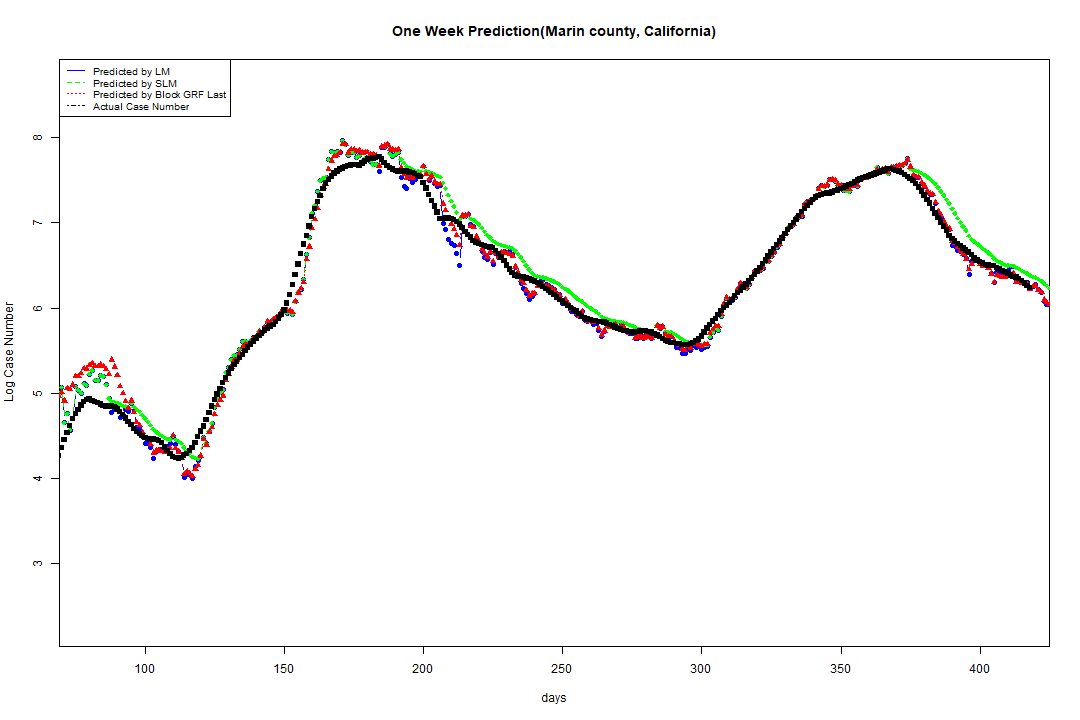 One Week Prediction(Marin county, California)
Predicted by LM
Predicted by SLM
Predicted by Block GRF Last
Actual Case Number
8
7
6
5
4
3
Log Case Number
100 150 200 250 300 350 400
days